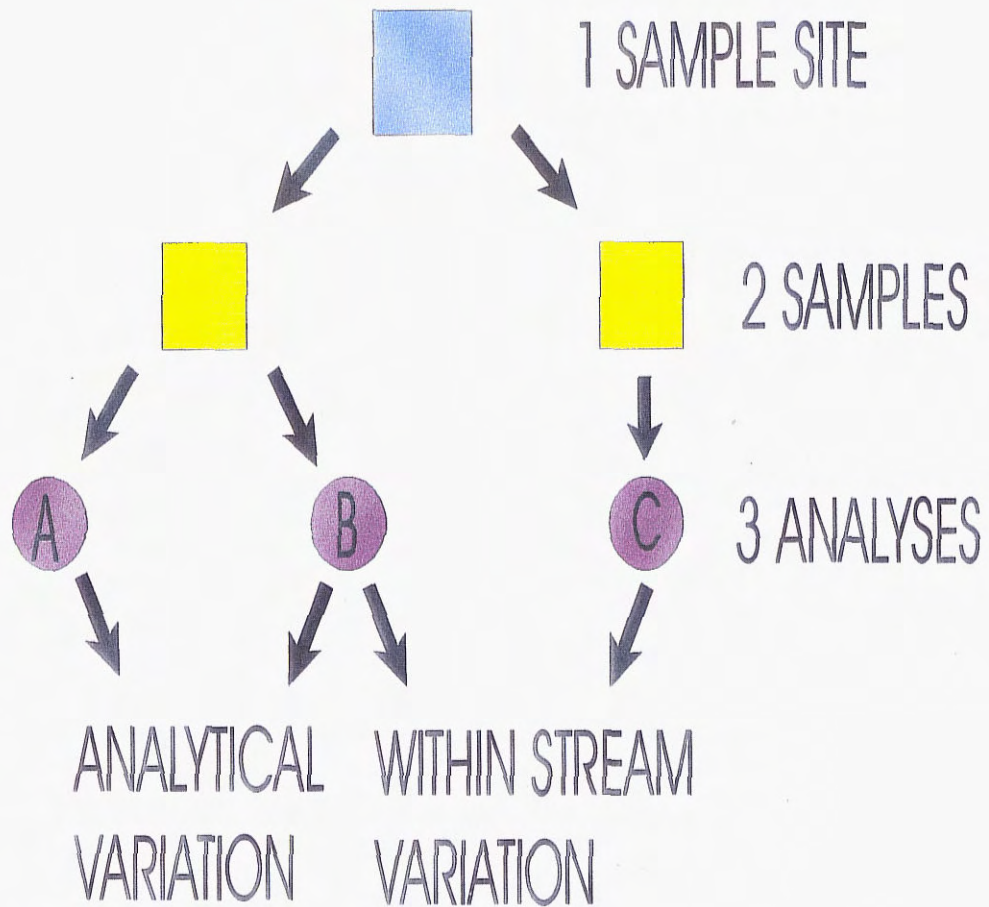 1 SAMPLE SITE
2 SAMPLES
A
B
C
3 ANALYSES
ANALYTICAL
VARIATION
WITHIN STREAM
VARIATION